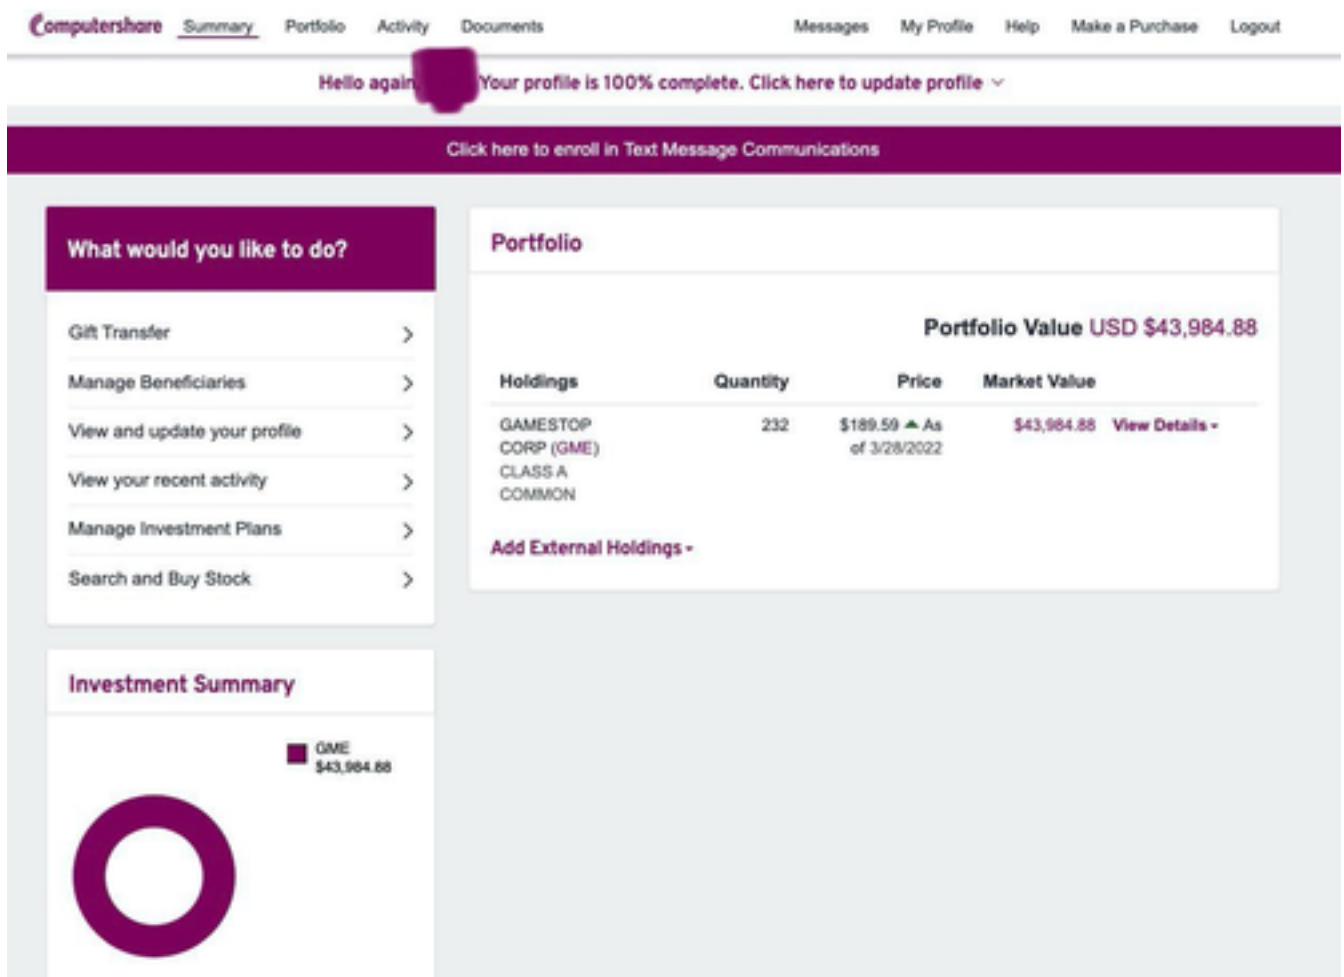 Computershare Summary Portfolio Activity Documents Messages My Profile Help Make a Purchase Logout
Hello again Your profile is 100% complete. Click here to update profile
Click here to enroll in Text Message Communications
What would you like to do?
Gift Transfer
Manage Beneficiaries
View and update your profile
View your recent activity
Manage Investment Plans
Search and Buy Stock
Portfolio
Portfolio Value USD $43,984.88
Holdings Quantity Price Market Value
GAMESTOP 232 $189.59 As $43,984.88 View Details
CORP (GME) of 3/28/2022
CLASS A
COMMON
Add External Holdings
Investment Summary
GME
$43,984.88